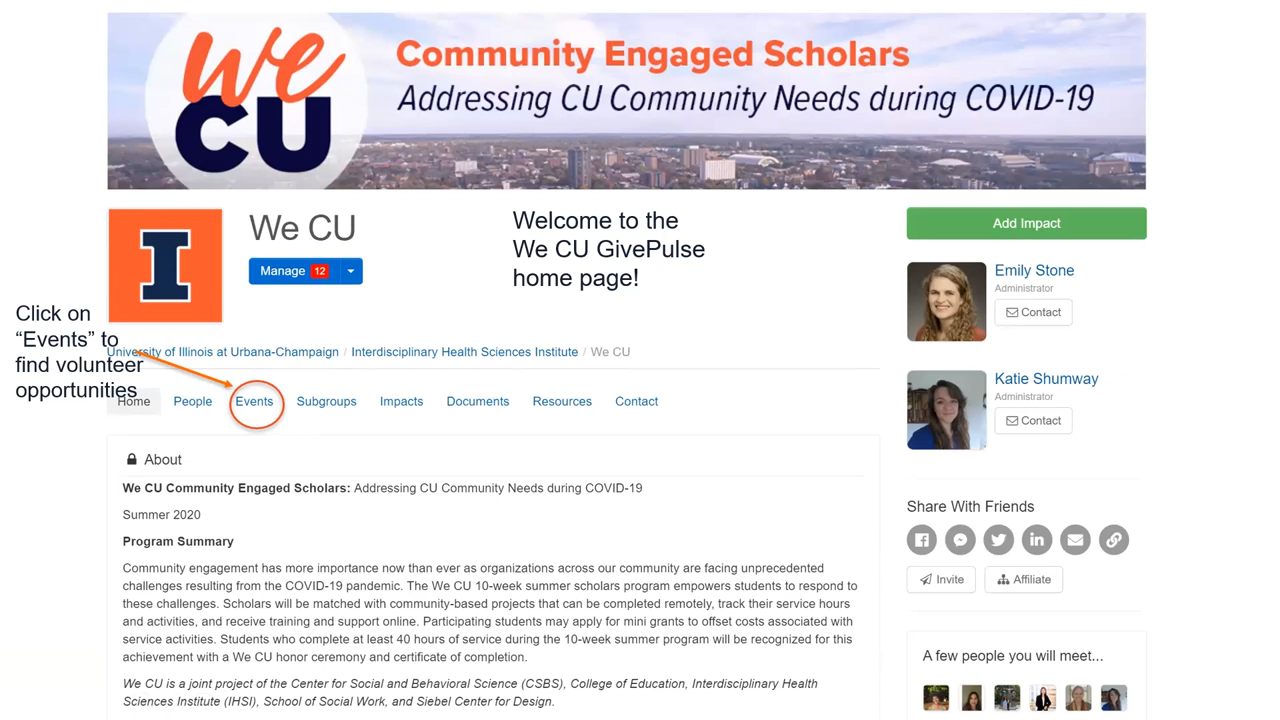 We
CU
Community Engaged Scholars
Addressing CU Community Needs during COVID-19
I
We CU
Manage 12
Welcome to the
We CU GivePulse
home page!
Add Impact
Emily Stone
Administrator
Contact
Click on
“Events” to
find volunteer
opportunities
University of Illinois at Urbana-Champaign / Interdisciplinary Health Sciences Institute / We CU
Katie Shumway
Administrator
Contact
Home People Events Subgroups Impacts Documents Resources Contact
About
We CU Community Engaged Scholars: Addressing CU Community Needs during COVID-19
Summer 2020
Program Summary
Community engagement has more importance now than ever as organizations across our community are facing unprecedented
challenges resulting from the COVID-19 pandemic. The We CU 10-week summer scholars program empowers students to respond to
these challenges. Scholars will be matched with community-based projects that can be completed remotely, track their service hours
and activities, and receive training and support online. Participating students may apply for mini grants to offset costs associated with
service activities. Students who complete at least 40 hours of service during the 10-week summer program will be recognized for this
achievement with a We CU honor ceremony and certificate of completion.
We CU is a joint project of the Center for Social and Behavioral Science (CSBS), College of Education, Interdisciplinary Health
Sciences Institute (IHSI), School of Social Work, and Siebel Center for Design.
Share With Friends
Invite
Affiliate
A few people you will meet...